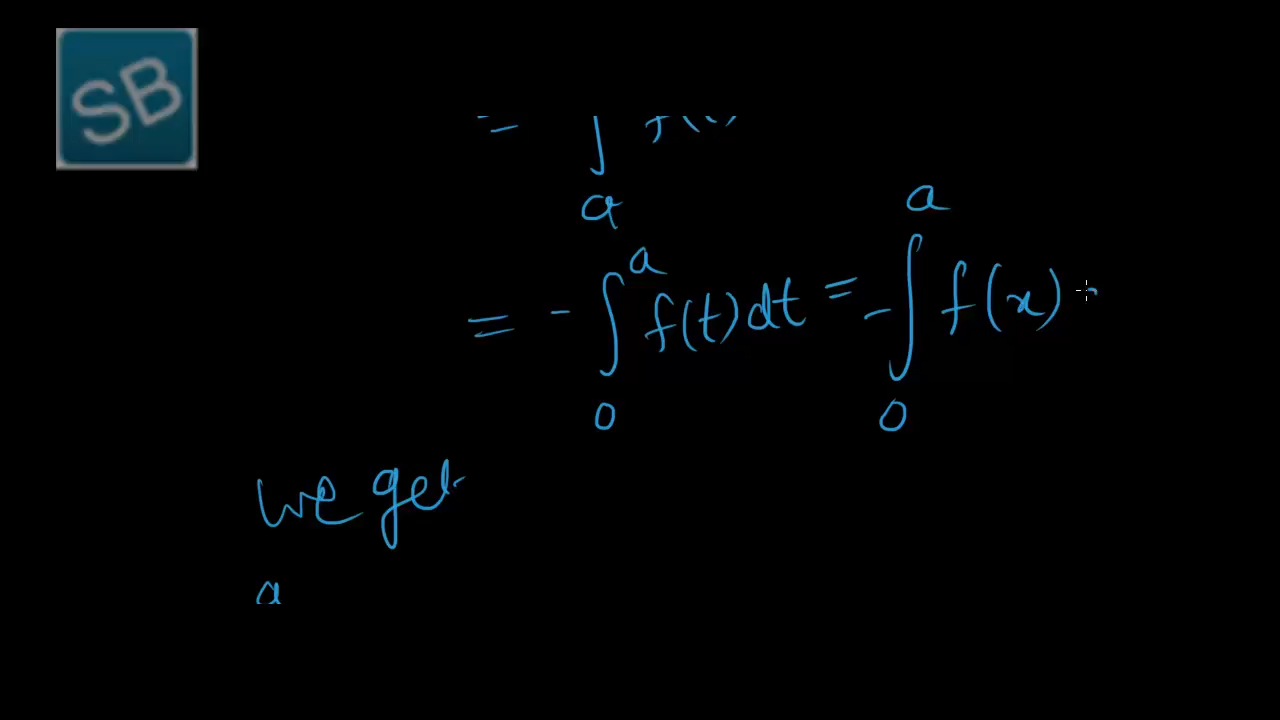 SB
= ∫ f(t)
a
= - ∫₀ᵃ f(t) dt = - ∫₀ᵃ f(x)
we get
a